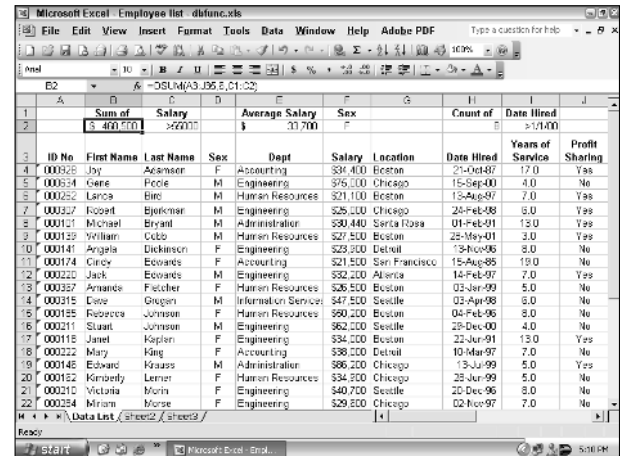 Microsoft Excel - Employee list - dbfunc.xls
File Edit View Insert Format Tools Data Window Help Adobe PDF Type a question for help
Arial 10 B I U $ % 100%
B2 fx =DSUM(A3:J35,6,C1:C2)
A B C D E F G H I J
1 Sum of Salary Average Salary Sex Count of Date Hired
2 $ >55000 $ 33,700 F >1/1/00
Years of Profit
3 ID No First Name Last Name Sex Dept Salary Location Date Hired Service Sharing
4 000928 Joy Adamson F Accounting $34,400 Boston 21-Oct-87 17.0 Yes
5 000634 Gene Poole M Engineering $75,000 Chicago 15-Sep-00 4.0 No
6 000262 Lance Bird M Human Resources $21,100 Boston 13-Aug-97 7.0 Yes
7 000307 Robert Bjorkman M Engineering $25,000 Chicago 24-Feb-98 6.0 Yes
8 000101 Michael Bryant M Administration $30,440 Santa Rosa 01-Feb-91 13.0 Yes
9 000139 William Cobb M Human Resources $27,500 Boston 28-May-01 3.0 Yes
10 000141 Angela Dickinson F Engineering $23,900 Detroit 13-Nov-96 8.0 No
11 000174 Cindy Edwards F Accounting $21,500 San Francisco 15-Aug-85 19.0 No
12 000220 Jack Edwards M Engineering $32,200 Atlanta 14-Feb-97 7.0 Yes
13 000367 Amanda Fletcher F Human Resources $26,500 Boston 03-Jan-99 5.0 No
14 000315 Dave Grogan M Information Services $47,500 Seattle 03-Apr-98 6.0 No
15 000185 Rebecca Johnson F Human Resources $60,200 Seattle 04-Feb-96 8.0 No
16 000211 Stuart Johnson M Engineering $62,000 Seattle 29-Dec-00 4.0 No
17 000118 Janet Kaplan F Engineering $34,000 Boston 22-Jun-91 13.0 Yes
18 000222 Mary King F Accounting $38,000 Detroit 10-Mar-97 7.0 No
19 000146 Edward Krauss M Administration $86,200 Chicago 13-Jul-99 5.0 Yes
20 000162 Kimberly Lerner F Human Resources $34,900 Chicago 28-Jun-99 5.0 No
21 000210 Victoria Morin F Engineering $40,700 Seattle 20-Dec-96 8.0 No
22 000284 Miriam Morse F Engineering $29,600 Chicago 02-Nov-97 7.0 No
Data List / Sheet2 / Sheet3 /
Ready
start Microsoft Excel - Empl... 5:10 PM